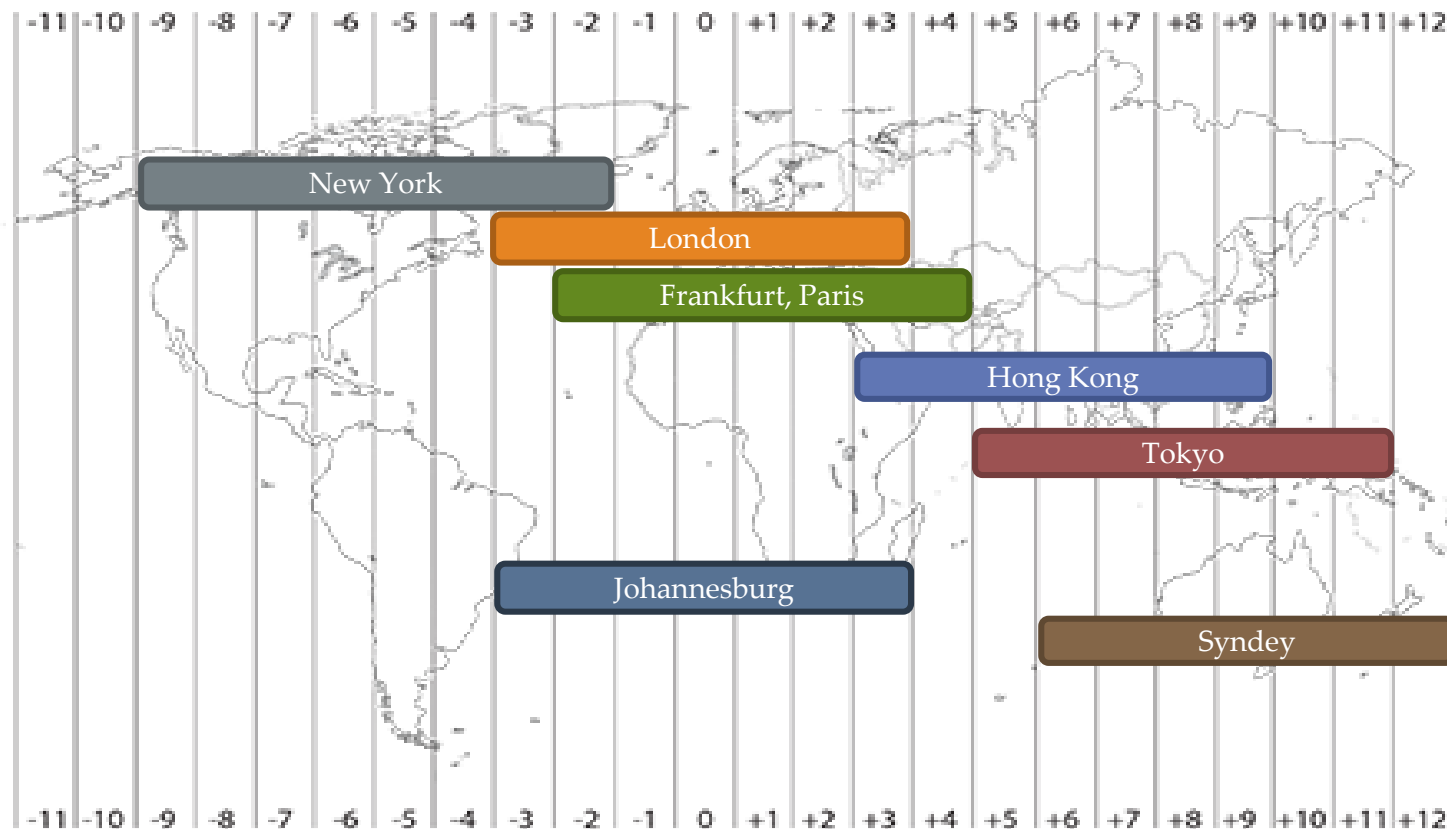 -11 -10 -9 -8 -7 -6 -5 -4 -3 -2 -1 0 +1 +2 +3 +4 +5 +6 +7 +8 +9 +10 +11 +12
New York
London
Frankfurt, Paris
Hong Kong
Tokyo
Johannesburg
Syndey
-11 -10 -9 -8 -7 -6 -5 -4 -3 -2 -1 0 +1 +2 +3 +4 +5 +6 +7 +8 +9 +10 +11 +12